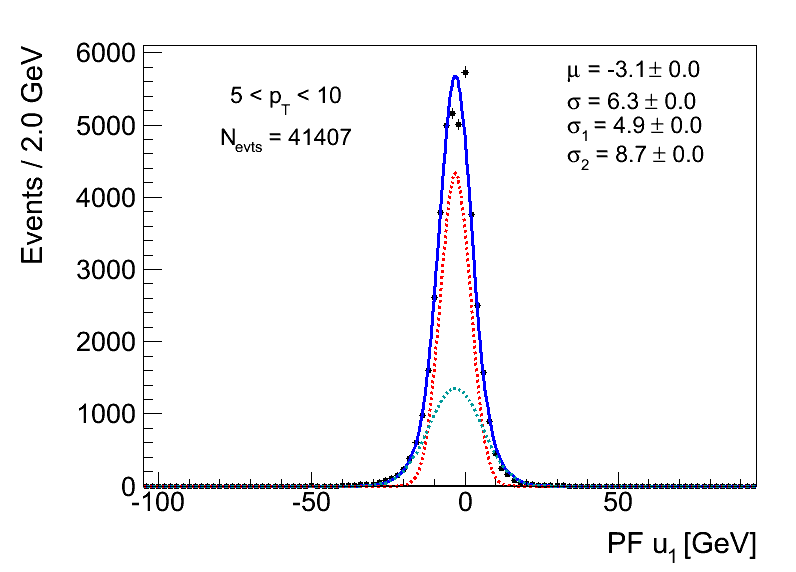 6000
5000
4000
3000
2000
1000
0
Events / 2.0 GeV
5 < p_T < 10
N_evts = 41407
μ = -3.1 ± 0.0
σ = 6.3 ± 0.0
σ_1 = 4.9 ± 0.0
σ_2 = 8.7 ± 0.0
-100 -50 0 50
PF u_1 [GeV]